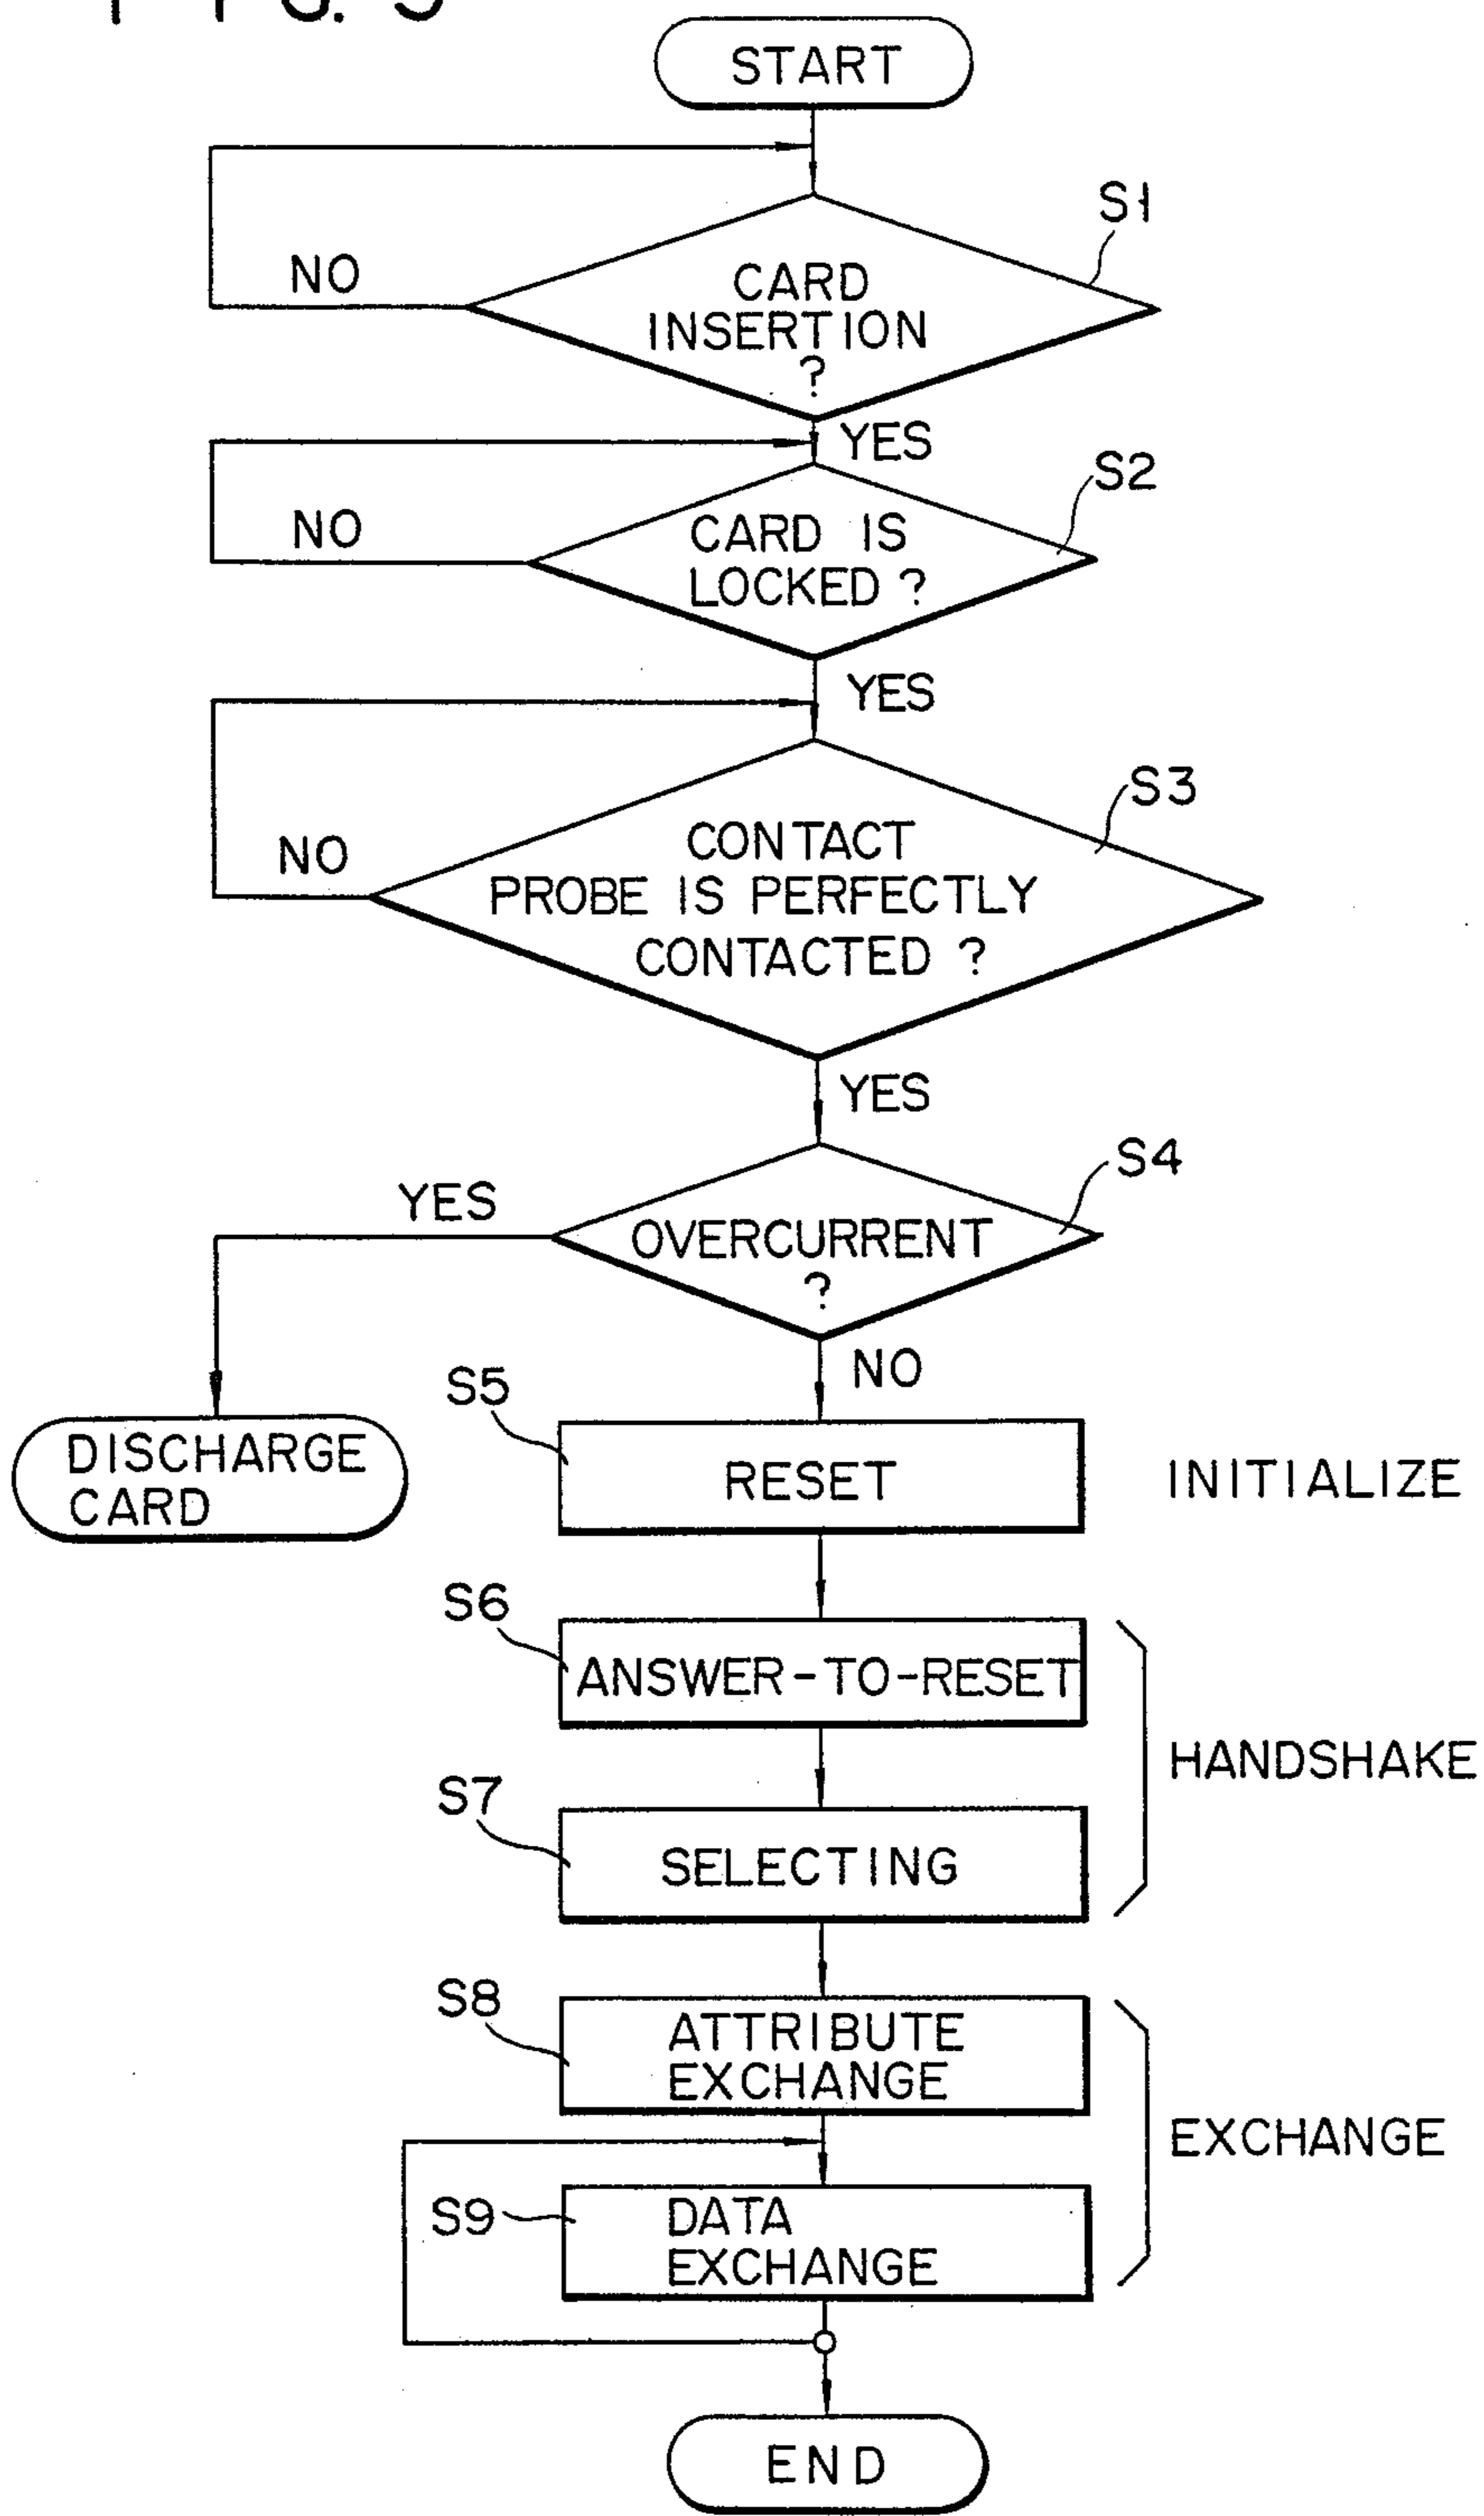 START
S1
NO
CARD
INSERTION
?
YES
S2
NO
CARD IS
LOCKED ?
YES
S3
NO
CONTACT
PROBE IS PERFECTLY
CONTACTED ?
YES
S4
YES
OVERCURRENT
?
NO
S5
DISCHARGE
CARD
RESET
INITIALIZE
S6
ANSWER-TO-RESET
HANDSHAKE
S7
SELECTING
S8
ATTRIBUTE
EXCHANGE
EXCHANGE
S9
DATA
EXCHANGE
END